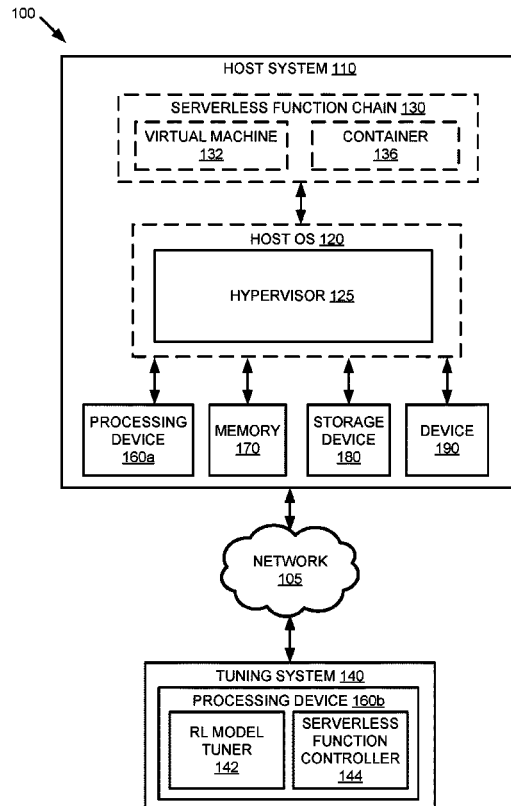 100
HOST SYSTEM 110
SERVERLESS FUNCTION CHAIN 130
VIRTUAL MACHINE
132
CONTAINER
136
HOST OS 120
HYPERVISOR 125
PROCESSING
DEVICE
160a
MEMORY
170
STORAGE
DEVICE
180
DEVICE
190
NETWORK
105
TUNING SYSTEM 140
PROCESSING DEVICE 160b
RL MODEL
TUNER
142
SERVERLESS
FUNCTION
CONTROLLER
144